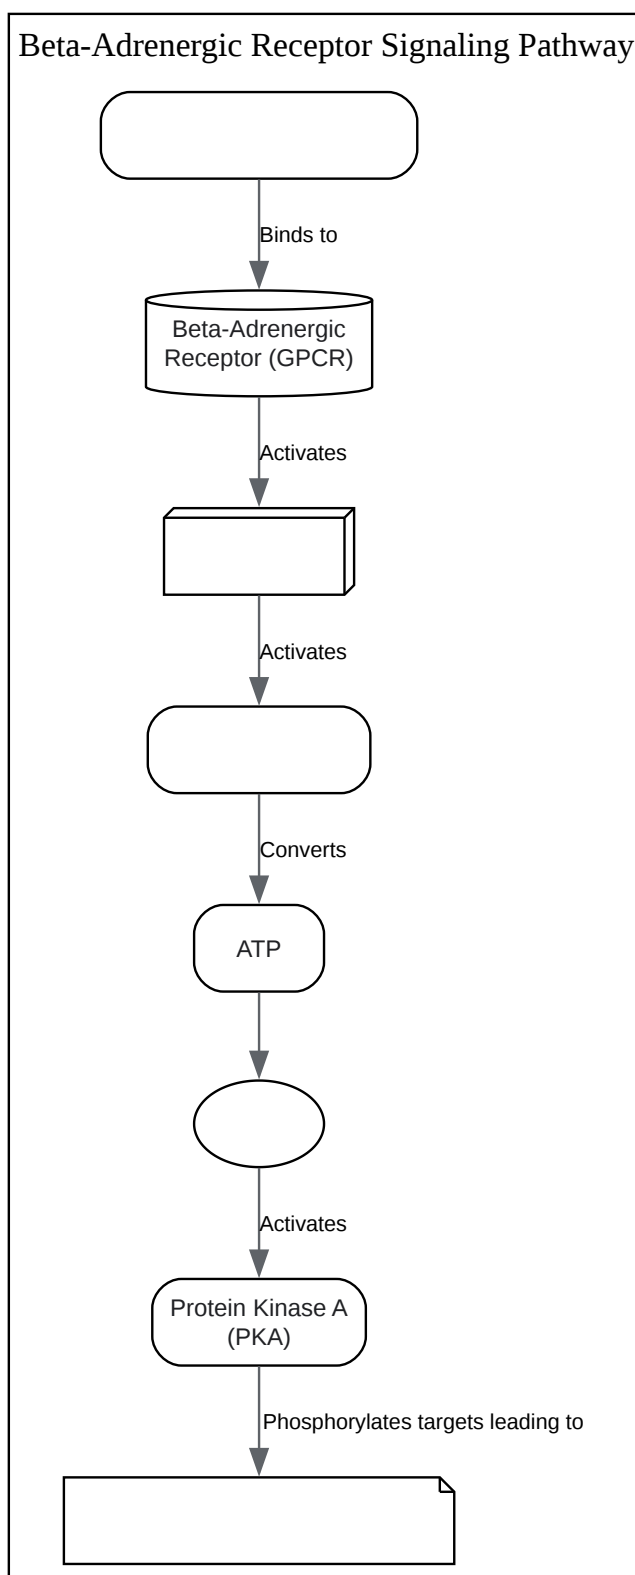 Beta-Adrenergic Receptor Signaling Pathway
Binds to
Beta-Adrenergic
Receptor (GPCR)
Activates
Activates
Converts
ATP
Activates
Protein Kinase A
(PKA)
Phosphorylates targets leading to